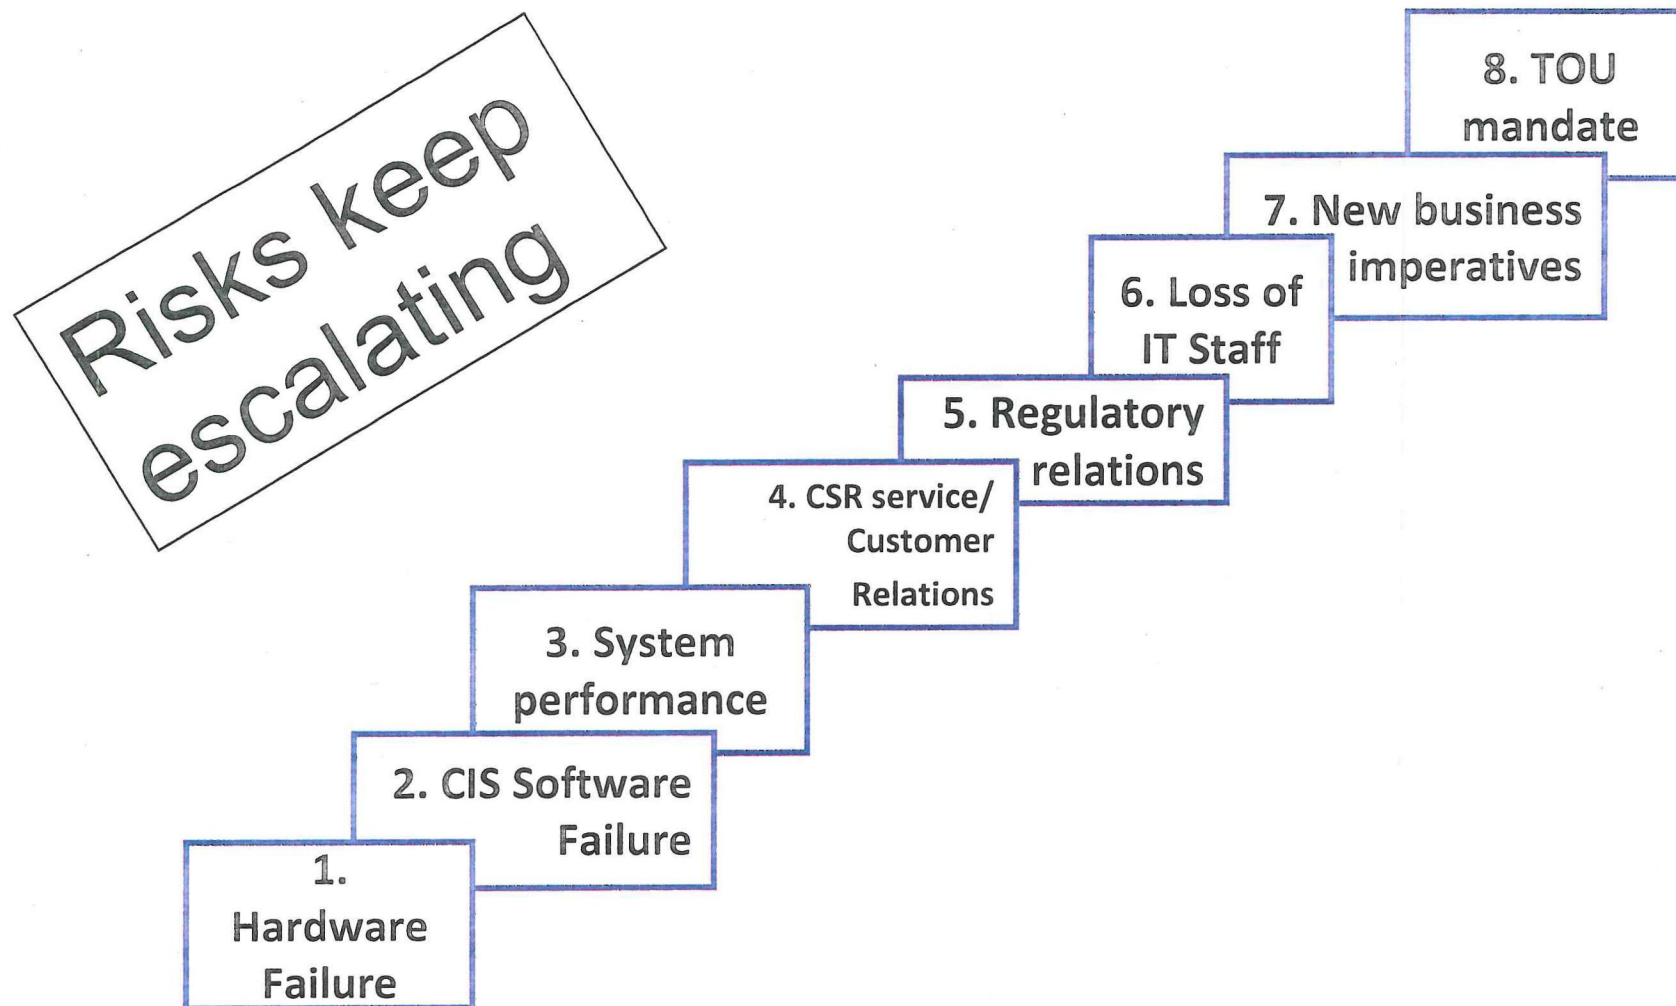 Risks keep
escalating
8. TOU
mandate
7. New business
imperatives
6. Loss of
IT Staff
5. Regulatory
relations
4. CSR service/
Customer
Relations
3. System
performance
2. CIS Software
Failure
1.
Hardware
Failure